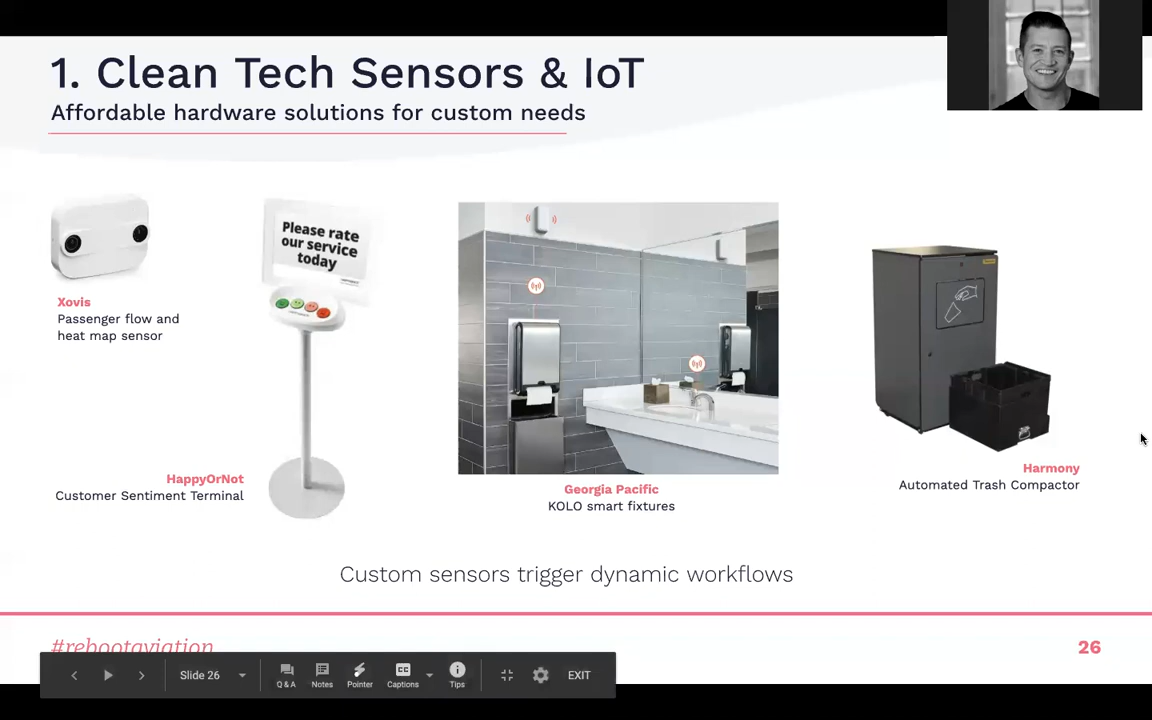 1. Clean Tech Sensors & IoT
Affordable hardware solutions for custom needs
Please rate
our service
today
Xovis
Passenger flow and
heat map sensor
HappyOrNot
Customer Sentiment Terminal
Georgia Pacific
KOLO smart fixtures
Harmony
Automated Trash Compactor
Custom sensors trigger dynamic workflows
#rebootaviation
26
Slide 26
Q & A
Notes
Pointer
CC
Captions
Tips
EXIT